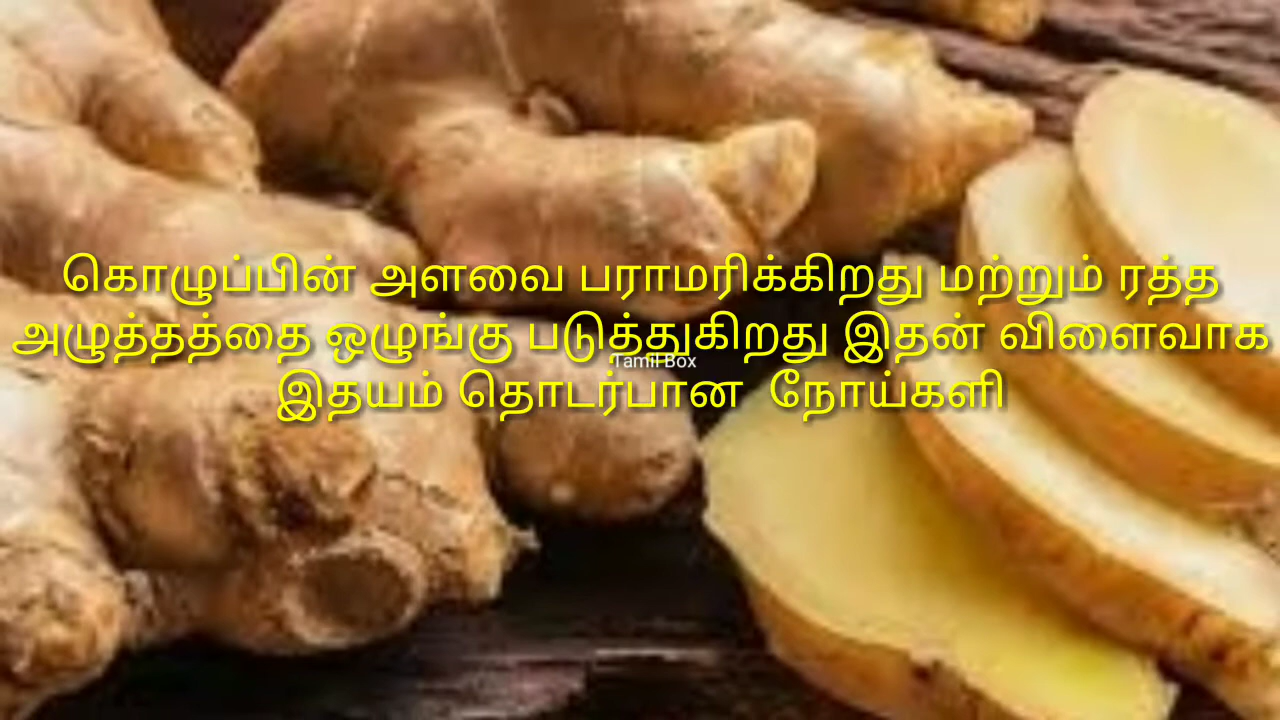 கொழுப்பின் அளவை பராமரிக்கிறது மற்றும் ரத்த
அழுத்தத்தை ஒழுங்கு படுத்துகிறது இதன் விளைவாக
Tamil Box
இதயம் தொடர்பான  நோய்களி